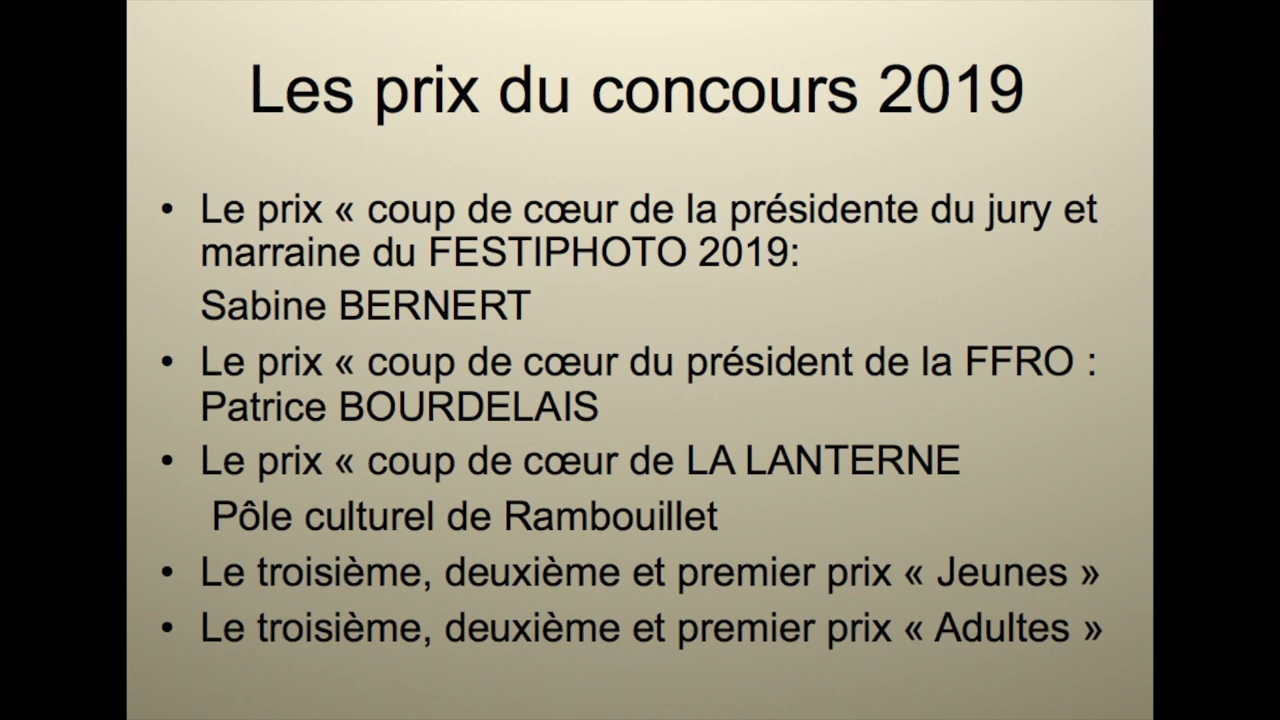 Les prix du concours 2019
• Le prix « coup de cœur de la présidente du jury et
marraine du FESTIPHOTO 2019:
Sabine BERNERT
• Le prix « coup de cœur du président de la FFRO :
Patrice BOURDELAIS
• Le prix « coup de cœur de LA LANTERNE
Pôle culturel de Rambouillet
• Le troisième, deuxième et premier prix « Jeunes »
• Le troisième, deuxième et premier prix « Adultes »